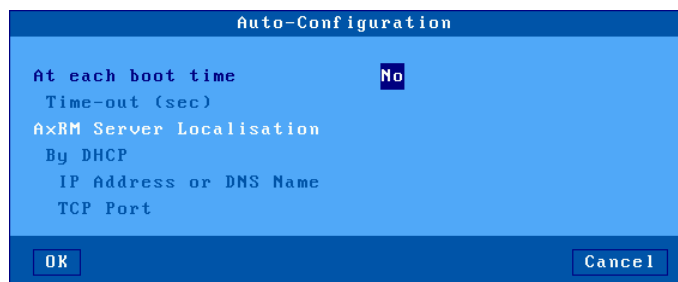 Auto-Configuration
At each boot time No
Time-out (sec)
AxRM Server Localisation
By DHCP
IP Address or DNS Name
TCP Port
OK Cancel